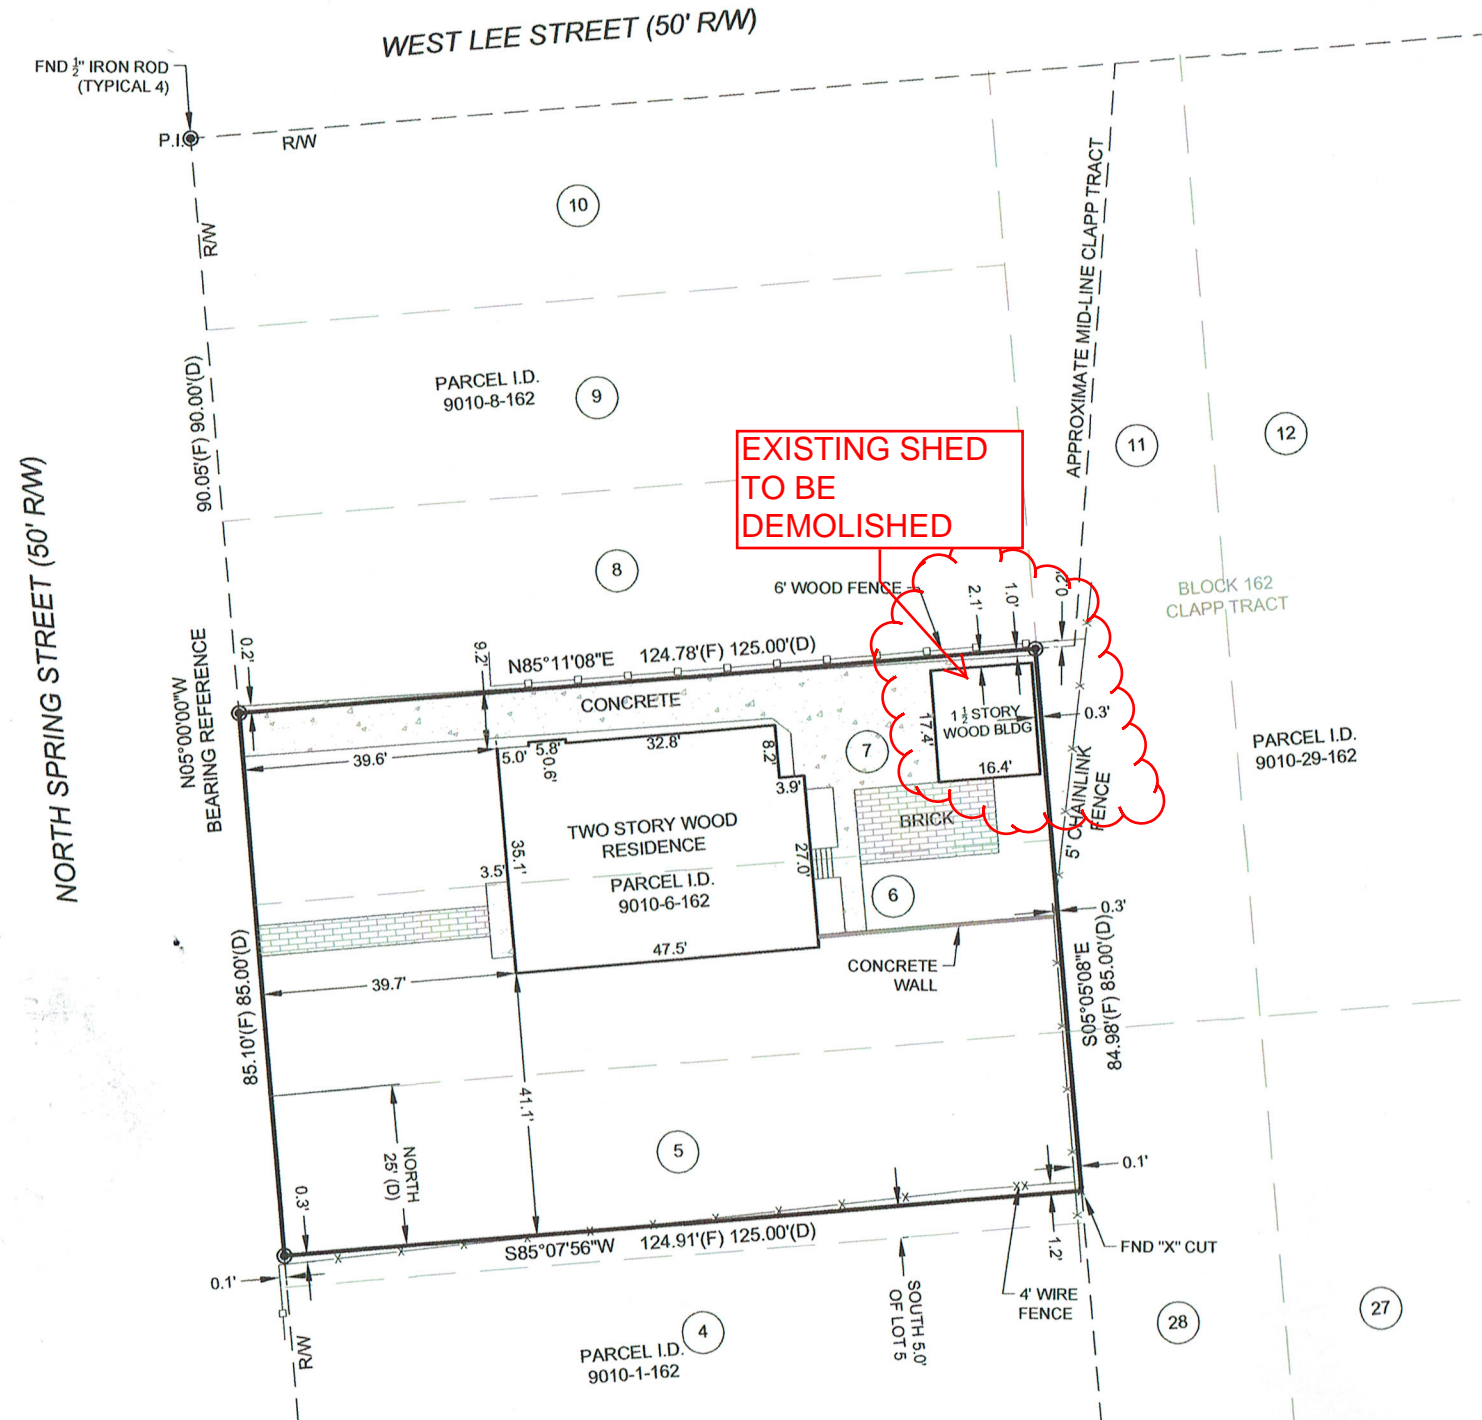 WEST LEE STREET (50' R/W)
FND ½" IRON ROD
(TYPICAL 4)
P.I.
R/W
R/W
10
APPROXIMATE MID-LINE CLAPP TRACT
90.05'(F) 90.00'(D)
PARCEL I.D.
9010-8-162
9
11
12
EXISTING SHED
TO BE
DEMOLISHED
NORTH SPRING STREET (50' R/W)
8
6' WOOD FENCE
2.1'
1.0'
2.0'
BLOCK 162
CLAPP TRACT
N05°00'00"W
BEARING REFERENCE
0.2'
9.2'
N85°11'08"E
124.78'(F) 125.00'(D)
CONCRETE
1½ STORY
WOOD BLDG
17.4'
16.4'
0.3'
39.6'
5.0'
5.8'
0.6'
32.8'
8.2'
3.9'
7
PARCEL I.D.
9010-29-162
5' CHAINLINK
FENCE
BRICK
TWO STORY WOOD
RESIDENCE
35.1'
27.0'
3.5'
PARCEL I.D.
9010-6-162
6
0.3'
47.5'
39.7'
CONCRETE
WALL
85.10'(F) 85.00'(D)
S05°05'08"E
84.98'(F) 85.00'(D)
41.1'
NORTH
25' (D)
5
0.1'
0.3'
S85°07'56"W
124.91'(F) 125.00'(D)
1.2'
FND "X" CUT
0.1'
SOUTH 5.0'
OF LOT 5
4' WIRE
FENCE
R/W
PARCEL I.D.
9010-1-162
4
28
27